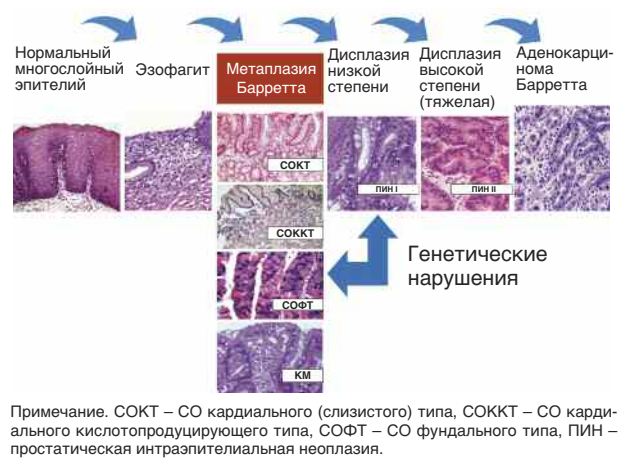 Нормальный
многослойный
эпителий
Эзофагит
Метаплазия
Барретта
Дисплазия
низкой
степени
Дисплазия
высокой
степени
(тяжелая)
Аденокарци-
нома
Барретта
СОКТ
СОККТ
СОФТ
КМ
ПИН I
ПИН II
Генетические
нарушения
Примечание. СОКТ – СО кардиального (слизистого) типа, СОККТ – СО карди-
ального кислотопродуцирующего типа, СОФТ – СО фундального типа, ПИН –
простатическая интраэпителиальная неоплазия.